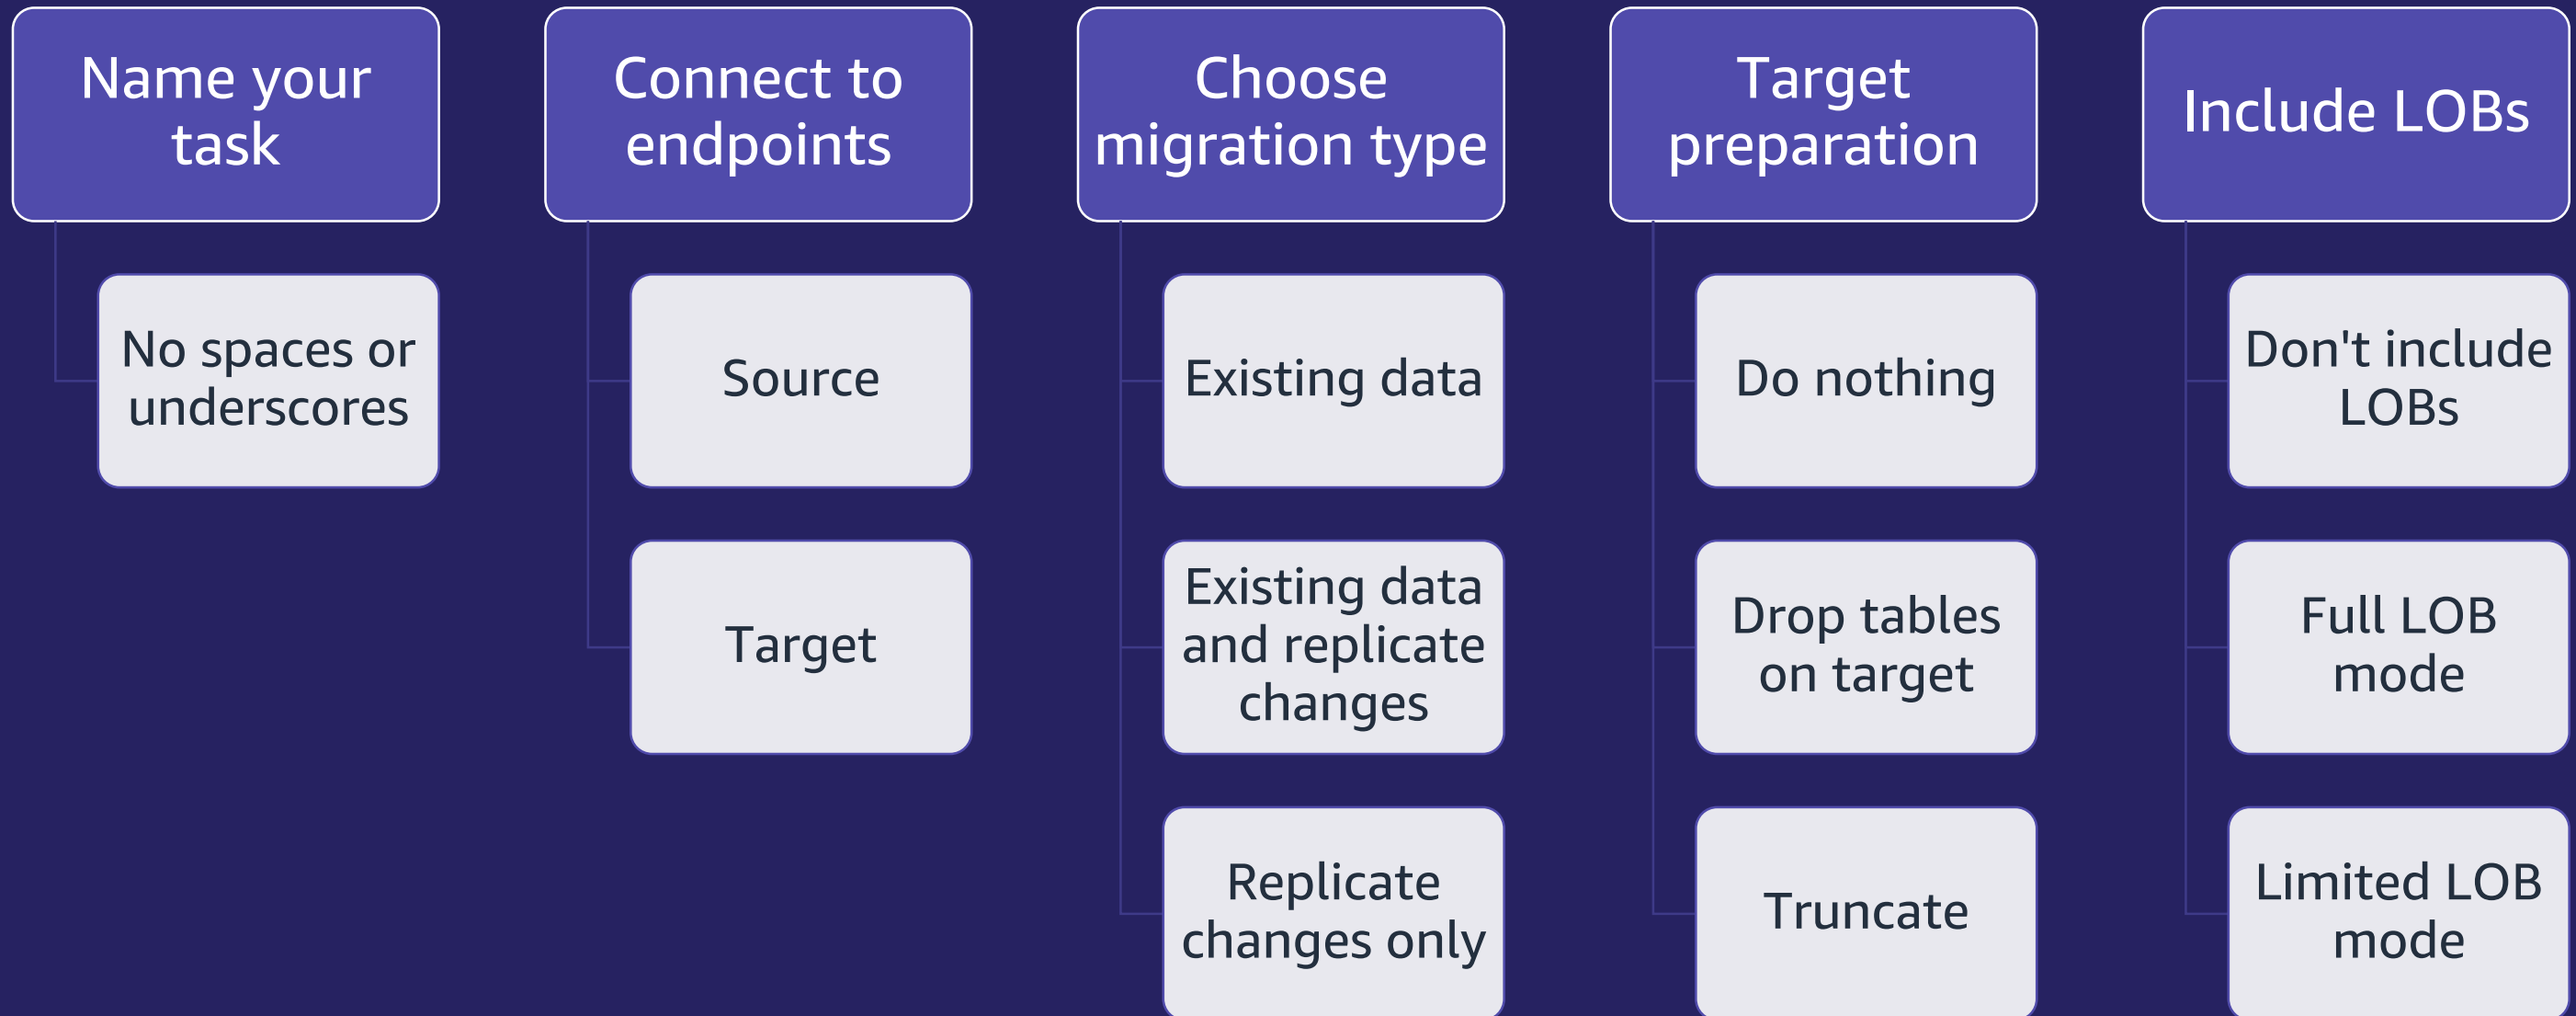 Name your
task
No spaces or
underscores
Connect to
endpoints
Source
Target
Choose
migration type
Existing data
Existing data
and replicate
changes
Replicate
changes only
Target
preparation
Do nothing
Drop tables
on target
Truncate
Include LOBs
Don't include
LOBs
Full LOB
mode
Limited LOB
mode